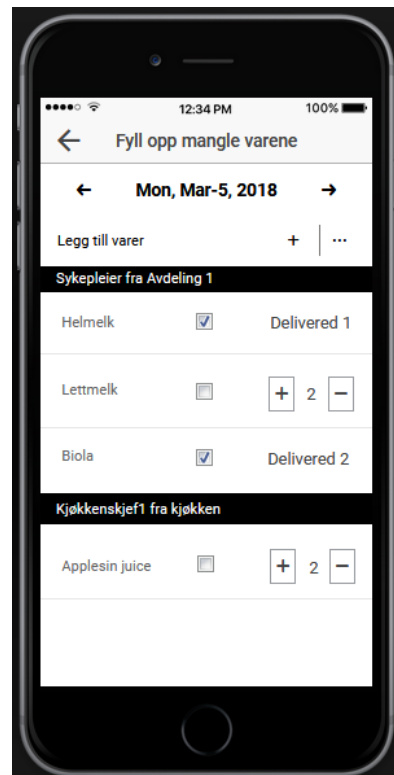 12:34 PM 100%
Fyll opp mangle varene
Mon, Mar-5, 2018
Legg till varer + ...
Sykepleier fra Avdeling 1
Helmelk Delivered 1
Lettmelk + 2 −
Biola Delivered 2
Kjøkkenskjef1 fra kjøkken
Applesin juice + 2 −